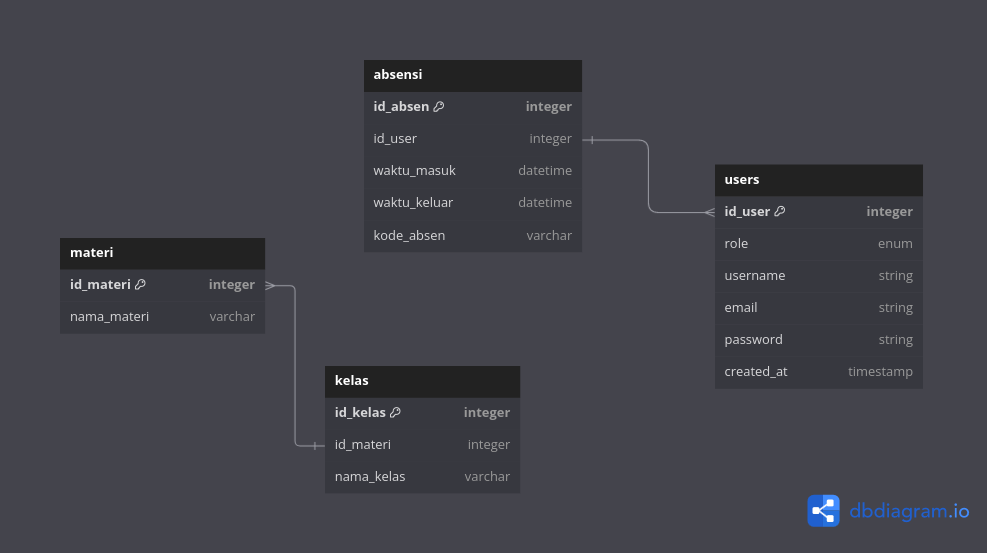 absensi
id_absen integer
id_user integer
waktu_masuk datetime
waktu_keluar datetime
kode_absen varchar
users
id_user integer
role enum
username string
email string
password string
created_at timestamp
materi
id_materi integer
nama_materi varchar
kelas
id_kelas integer
id_materi integer
nama_kelas varchar
dbdiagram.io